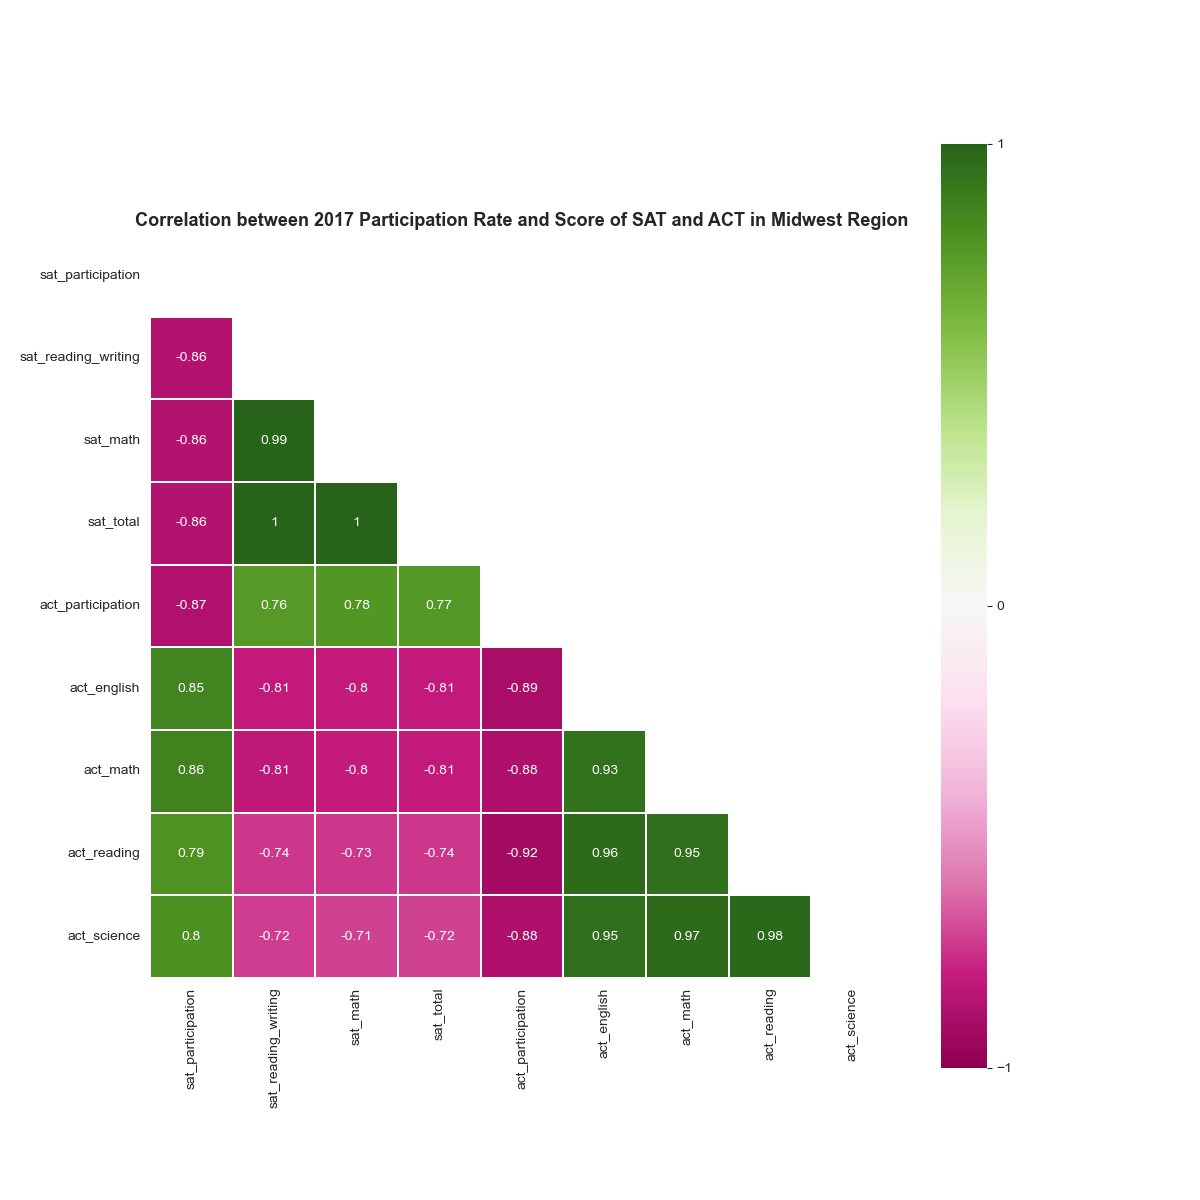 Correlation between 2017 Participation Rate and Score of SAT and ACT in Midwest Region
1
0
−1
sat_participation
sat_reading_writing -0.86
sat_math -0.86 0.99
sat_total -0.86 1 1
act_participation -0.87 0.76 0.78 0.77
act_english 0.85 -0.81 -0.8 -0.81 -0.89
act_math 0.86 -0.81 -0.8 -0.81 -0.88 0.93
act_reading 0.79 -0.74 -0.73 -0.74 -0.92 0.96 0.95
act_science 0.8 -0.72 -0.71 -0.72 -0.88 0.95 0.97 0.98
sat_participation
sat_reading_writing
sat_math
sat_total
act_participation
act_english
act_math
act_reading
act_science